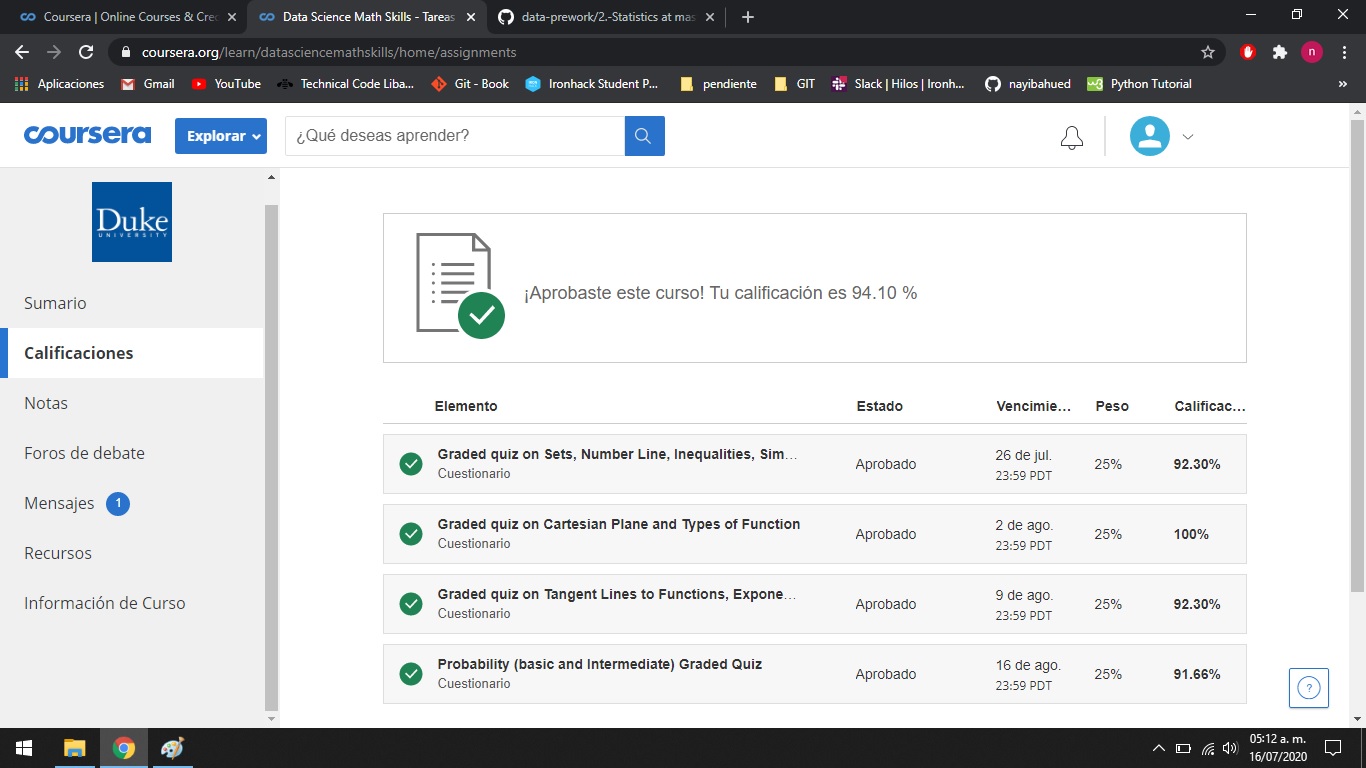 Coursera | Online Courses & Cre
Data Science Math Skills - Tareas
data-prework/2.-Statistics at mas
coursera.org/learn/datasciencemathskills/home/assignments
n
Aplicaciones
Gmail
YouTube
Technical Code Liba...
Git - Book
Ironhack Student P...
pendiente
GIT
Slack | Hilos | Ironh...
nayibahued
Python Tutorial
»
coursera
Explorar
¿Qué deseas aprender?
Duke
UNIVERSITY
Sumario
Calificaciones
Notas
Foros de debate
Mensajes 1
Recursos
Información de Curso
¡Aprobaste este curso! Tu calificación es 94.10 %
Elemento Estado Vencimie... Peso Calificac...
Graded quiz on Sets, Number Line, Inequalities, Sim...
Cuestionario
Aprobado
26 de jul.
23:59 PDT
25%
92.30%
Graded quiz on Cartesian Plane and Types of Function
Cuestionario
Aprobado
2 de ago.
23:59 PDT
25%
100%
Graded quiz on Tangent Lines to Functions, Expone...
Cuestionario
Aprobado
9 de ago.
23:59 PDT
25%
92.30%
Probability (basic and Intermediate) Graded Quiz
Cuestionario
Aprobado
16 de ago.
23:59 PDT
25%
91.66%
?
05:12 a. m.
16/07/2020